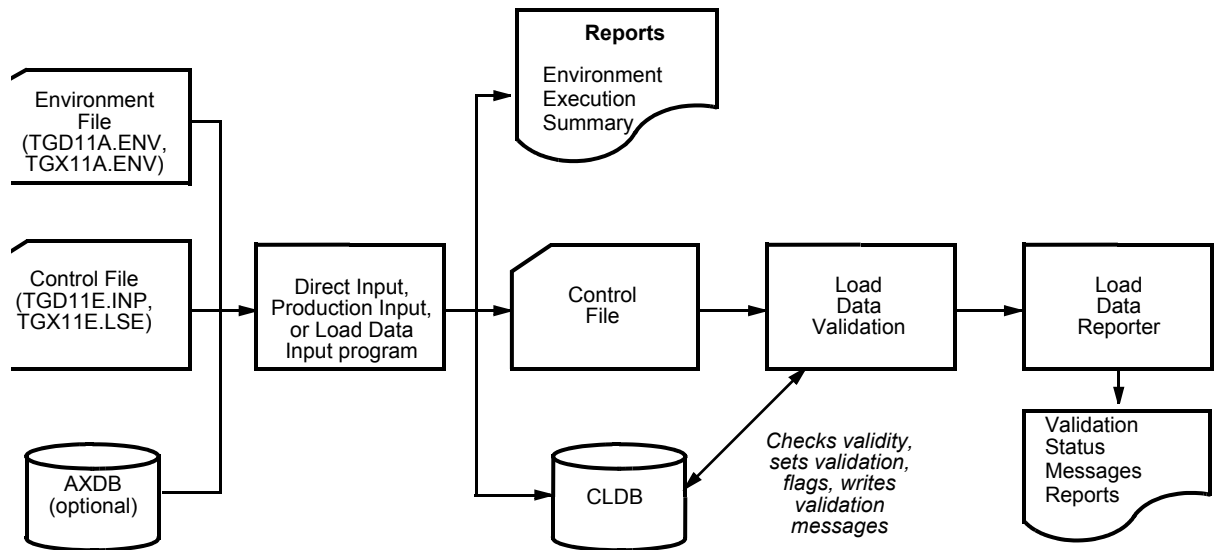 Reports
Environment
Execution
Summary
Environment
File
(TGD11A.ENV,
TGX11A.ENV)
Control File
(TGD11E.INP,
TGX11E.LSE)
Direct Input,
Production Input,
or Load Data
Input program
Control
File
Load
Data
Validation
Load
Data
Reporter
AXDB
(optional)
CLDB
Checks validity,
sets validation,
flags, writes
validation
messages
Validation
Status
Messages
Reports